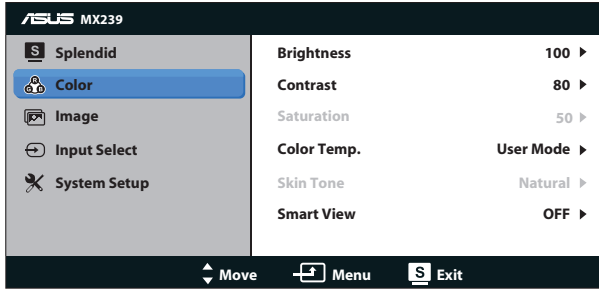 ASUS MX239
S Splendid
R G B Color
Image
Input Select
System Setup
Brightness 100
Contrast 80
Saturation 50
Color Temp. User Mode
Skin Tone Natural
Smart View OFF
Move Menu S Exit